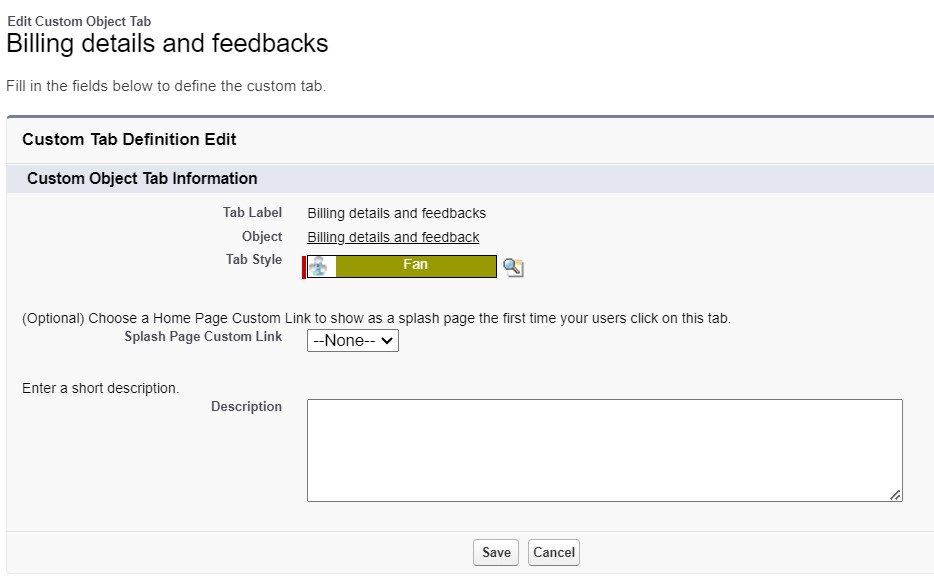 Edit Custom Object Tab
Billing details and feedbacks
Fill in the fields below to define the custom tab.
Custom Tab Definition Edit
Custom Object Tab Information
Tab Label Billing details and feedbacks
Object Billing details and feedback
Tab Style Fan
(Optional) Choose a Home Page Custom Link to show as a splash page the first time your users click on this tab.
Splash Page Custom Link --None--
Enter a short description.
Description
Save Cancel